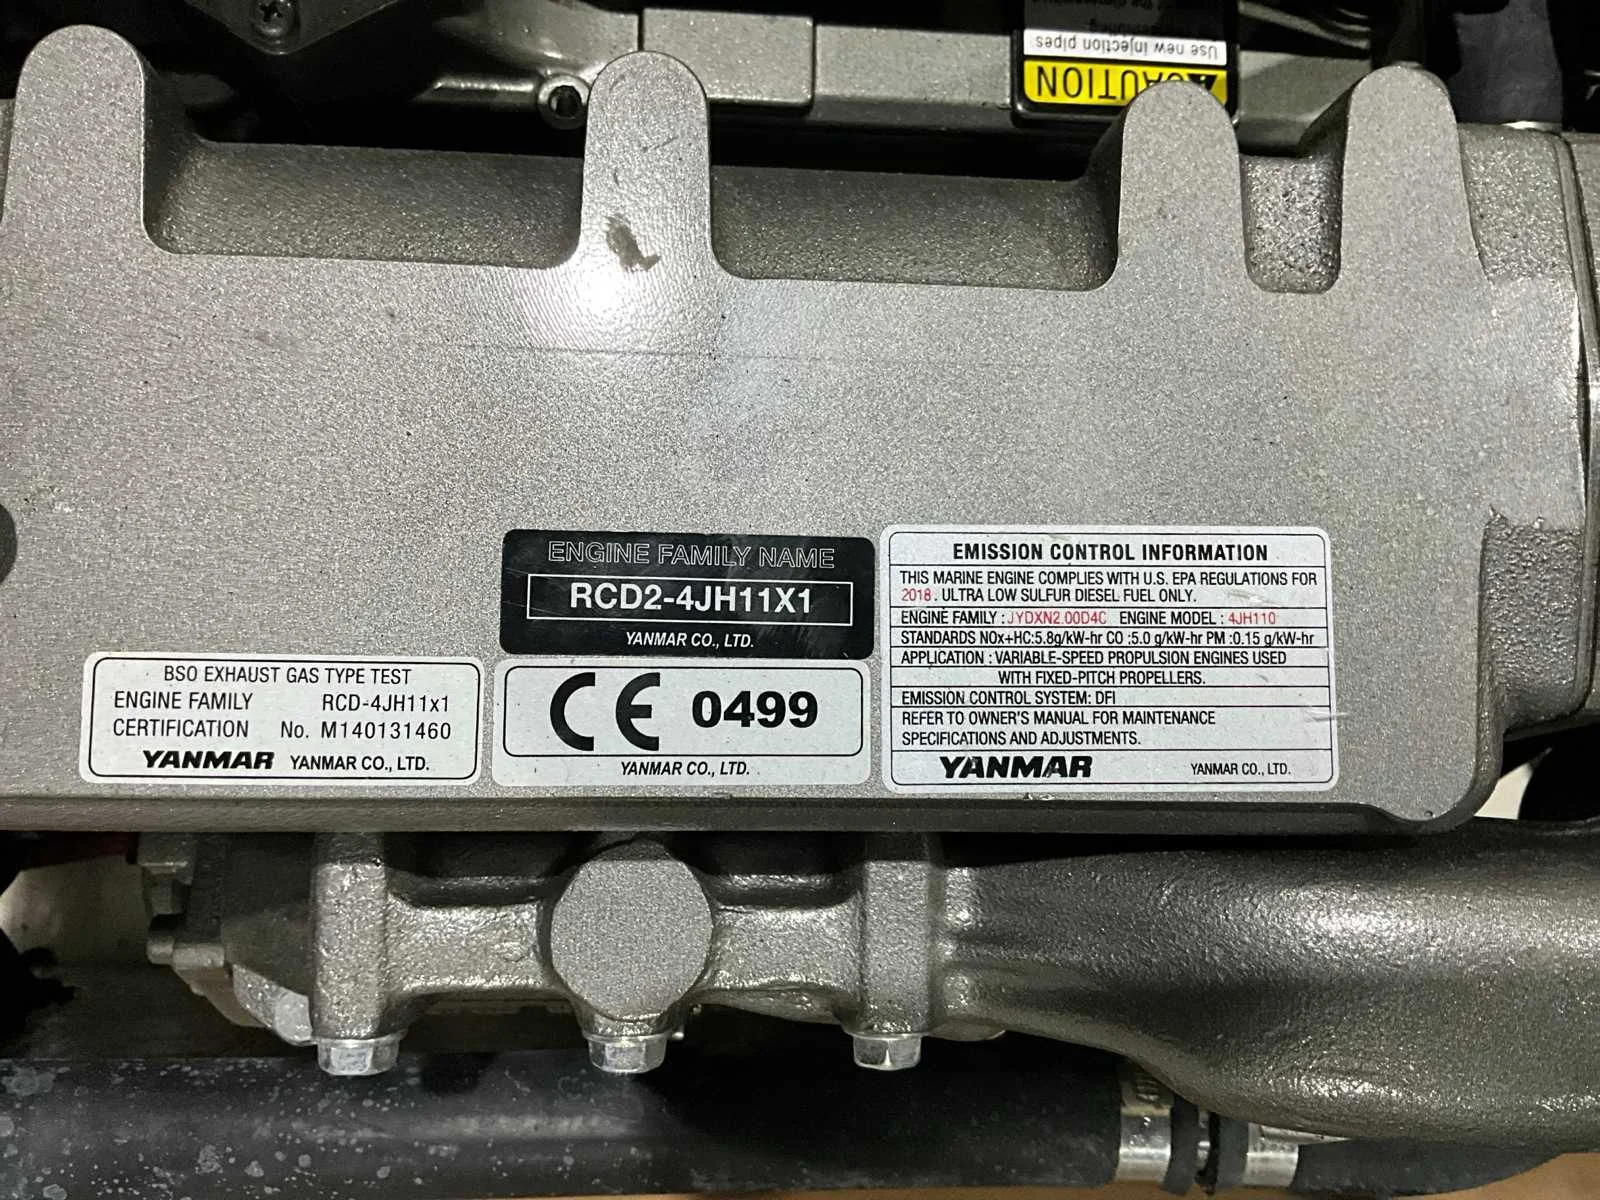 CAUTION
Use new injection pipes
BSO EXHAUST GAS TYPE TEST
ENGINE FAMILY RCD-4JH11x1
CERTIFICATION No. M140131460
YANMAR YANMAR CO., LTD.
ENGINE FAMILY NAME
RCD2-4JH11X1
YANMAR CO., LTD.
CE 0499
YANMAR CO., LTD.
EMISSION CONTROL INFORMATION
THIS MARINE ENGINE COMPLIES WITH U.S. EPA REGULATIONS FOR
2018. ULTRA LOW SULFUR DIESEL FUEL ONLY.
ENGINE FAMILY : JYDXN2.00D4C ENGINE MODEL : 4JH110
STANDARDS NOx+HC:5.8g/kW-hr CO :5.0 g/kW-hr PM :0.15 g/kW-hr
APPLICATION : VARIABLE-SPEED PROPULSION ENGINES USED
WITH FIXED-PITCH PROPELLERS.
EMISSION CONTROL SYSTEM: DFI
REFER TO OWNER'S MANUAL FOR MAINTENANCE
SPECIFICATIONS AND ADJUSTMENTS.
YANMAR YANMAR CO., LTD.